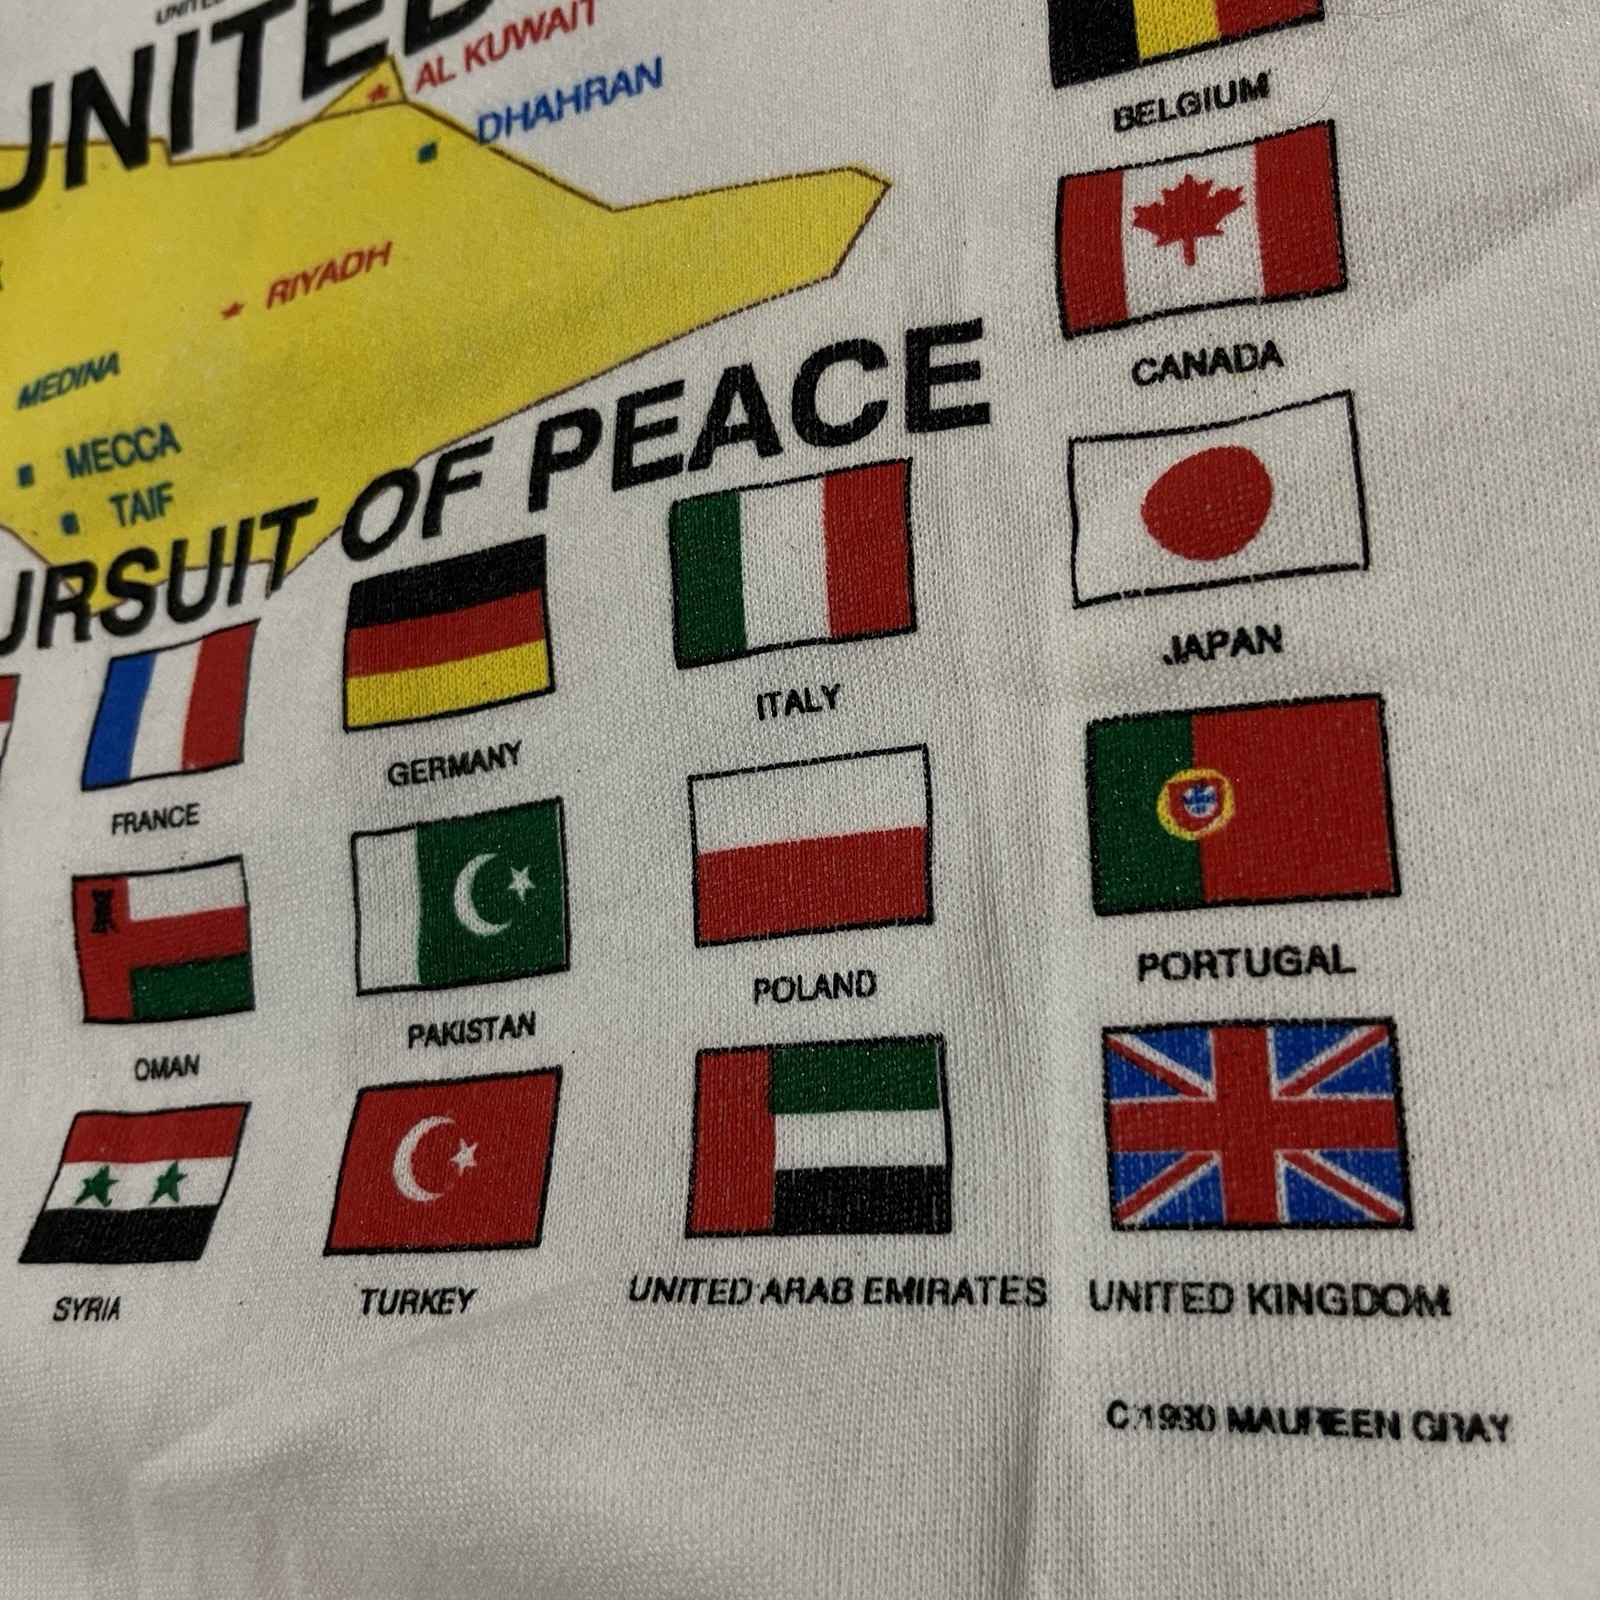 UNITED
AL KUWAIT
DHAHRAN
RIYADH
MEDINA
MECCA
TAIF
URSUIT OF PEACE
BELGIUM
CANADA
JAPAN
FRANCE
GERMANY
ITALY
PORTUGAL
OMAN
PAKISTAN
POLAND
SYRIA
TURKEY
UNITED ARAB EMIRATES
UNITED KINGDOM
C.1990 MAUREEN GRAY